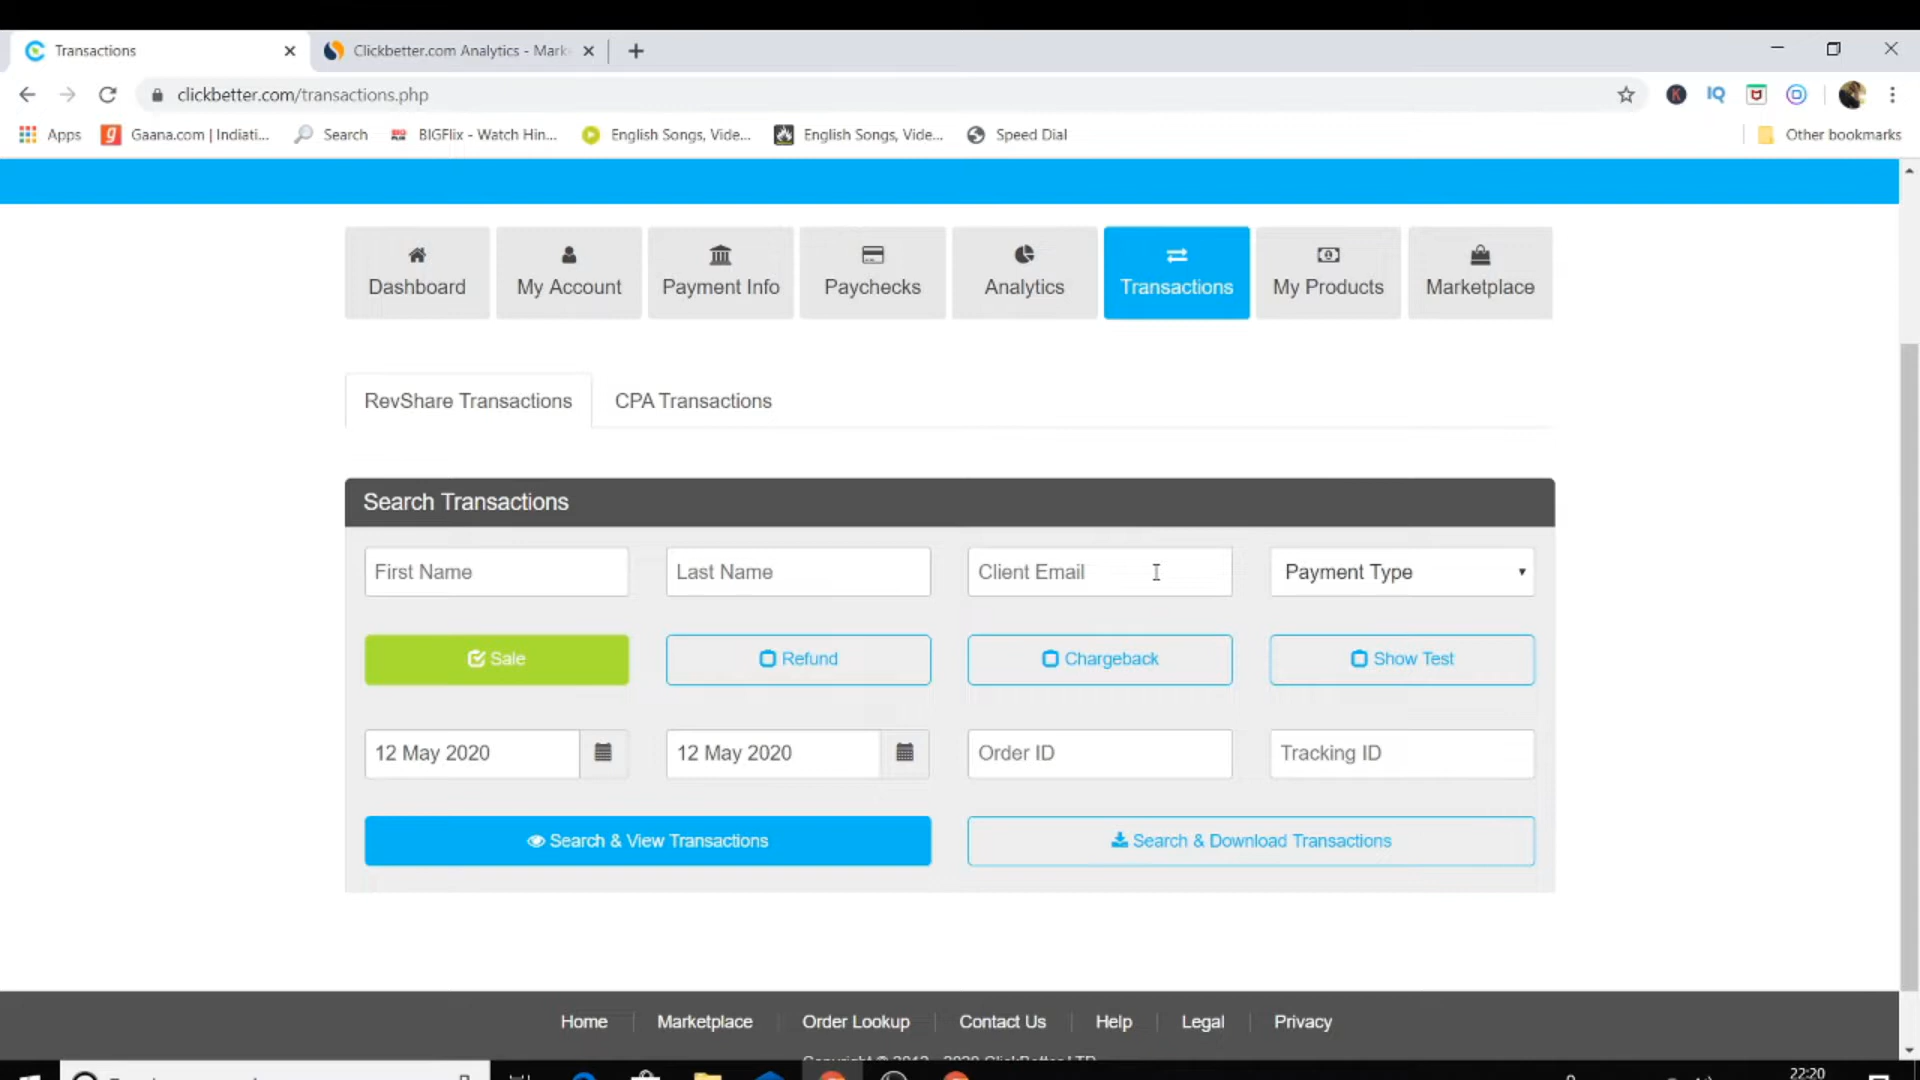 Transactions
Clickbetter.com Analytics - Mark
clickbetter.com/transactions.php
IQ
Apps
Gaana.com | Indiati...
Search
BIGFlix - Watch Hin...
English Songs, Vide...
English Songs, Vide...
Speed Dial
Other bookmarks
Dashboard
My Account
Payment Info
Paychecks
Analytics
Transactions
My Products
Marketplace
RevShare Transactions
CPA Transactions
Search Transactions
First Name
Last Name
Client Email
Payment Type
Sale
Refund
Chargeback
Show Test
12 May 2020
12 May 2020
Order ID
Tracking ID
Search & View Transactions
Search & Download Transactions
Home
Marketplace
Order Lookup
Contact Us
Help
Legal
Privacy
22:20